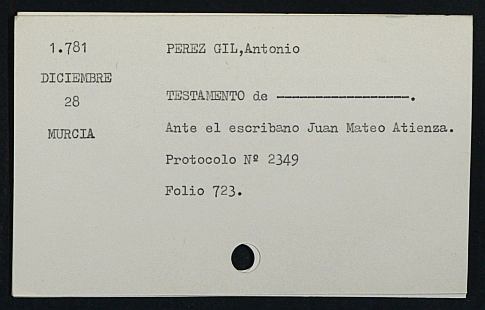 1.781
DICIEMBRE
28
MURCIA
PEREZ GIL,Antonio
TESTAMENTO de -----------------.
Ante el escribano Juan Mateo Atienza.
Protocolo Nº 2349
Folio 723.